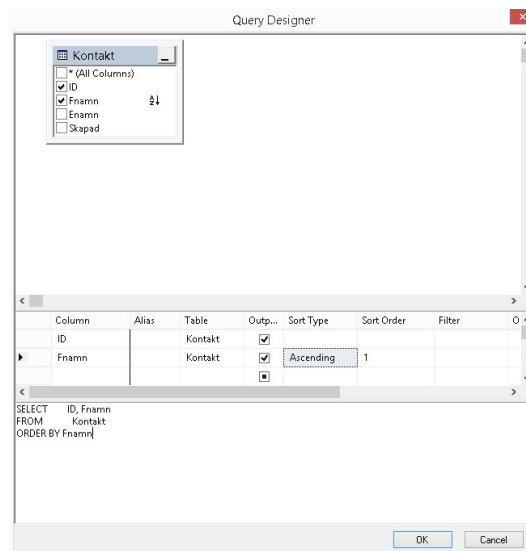 Query Designer
Kontakt
* (All Columns)
ID
Fnamn
Enamn
Skapad
Column Alias Table Outp... Sort Type Sort Order Filter O
ID Kontakt
Fnamn Kontakt Ascending 1
SELECT ID, Fnamn
FROM Kontakt
ORDER BY Fnamn
OK Cancel